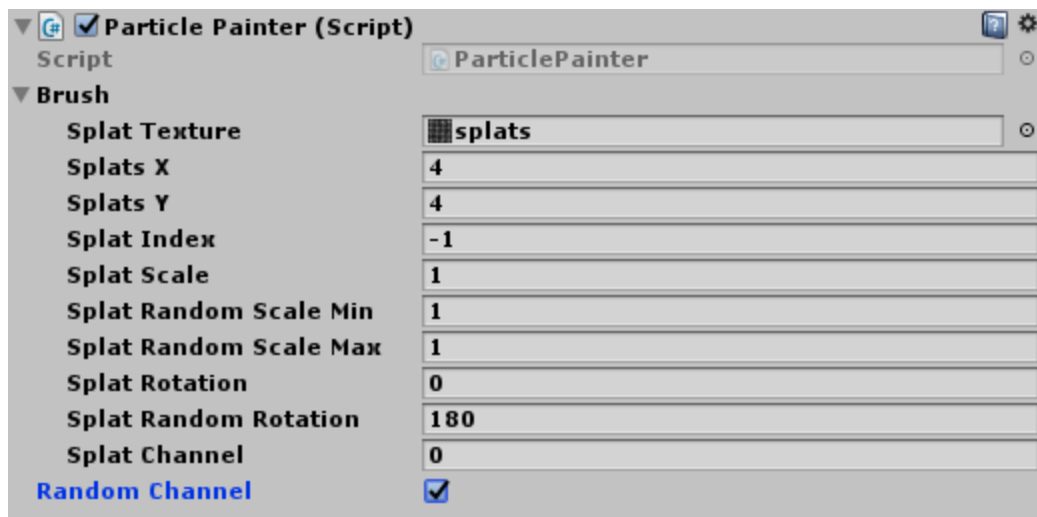 Particle Painter (Script)
Script ParticlePainter
Brush
Splat Texture splats
Splats X 4
Splats Y 4
Splat Index -1
Splat Scale 1
Splat Random Scale Min 1
Splat Random Scale Max 1
Splat Rotation 0
Splat Random Rotation 180
Splat Channel 0
Random Channel